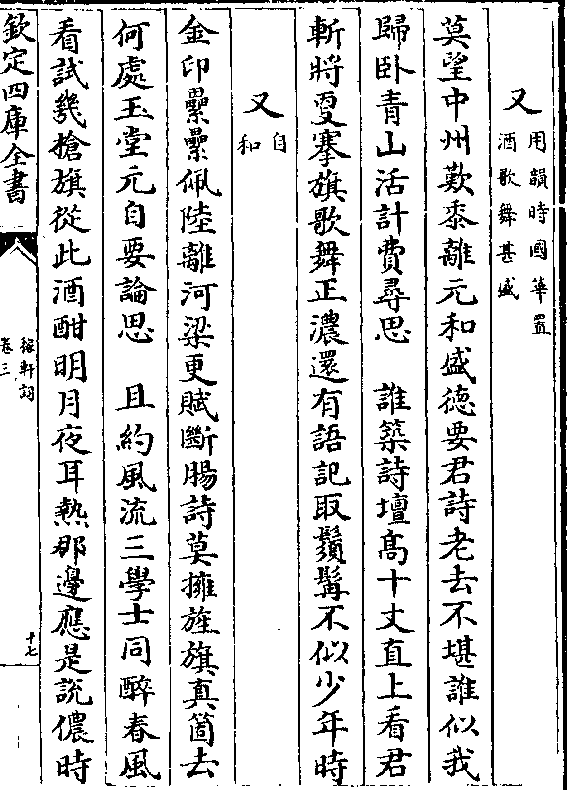 又用韻時國華置
酒歌舞甚盛
莫望中州歎黍離元和盛德要君詩老去不堪誰似我
歸卧青山活計費尋思　誰築詩壇髙十丈直上看君
斬將更搴旗歌舞正濃還有語記取鬚髯不似少年時
又自
和
金印纍纍佩陸離河梁更賦斷腸詩莫擁旌旗真箇去
何處玉堂元自要論思　且約風流三學士同醉春風
看試幾搶旗從此酒酣明月夜耳熱那邊應是説儂時
欽定四庫全書
稼軒詞
卷三
十七